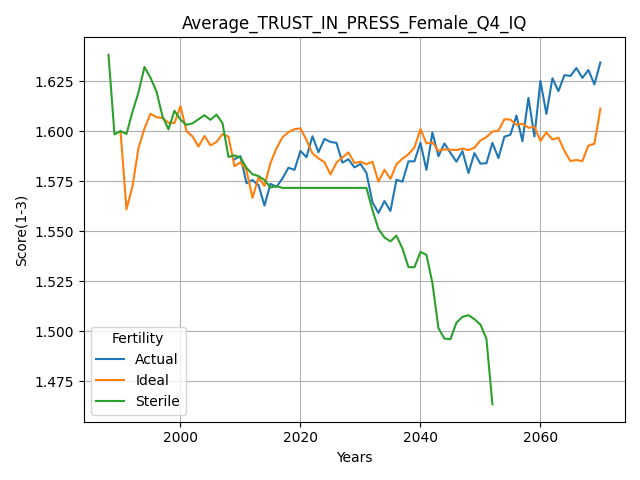 Average_TRUST_IN_PRESS_Female_Q4_IQ
Score(1-3)
1.625
1.600
1.575
1.550
1.525
1.500
1.475
Fertility
Actual
Ideal
Sterile
2000
2020
2040
2060
Years